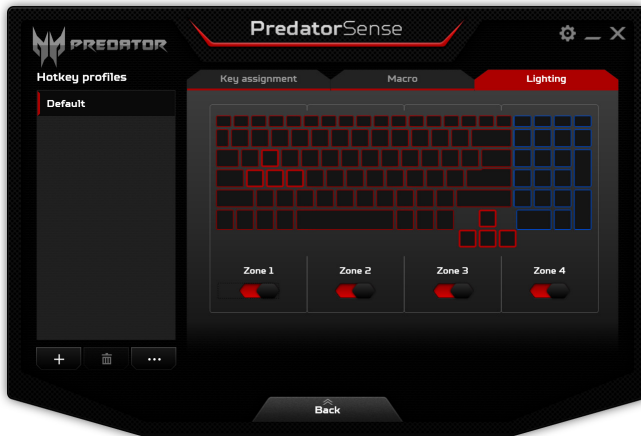 PREDATOR
PredatorSense
Hotkey profiles
Default
Key assignment
Macro
Lighting
Zone 1
Zone 2
Zone 3
Zone 4
Back